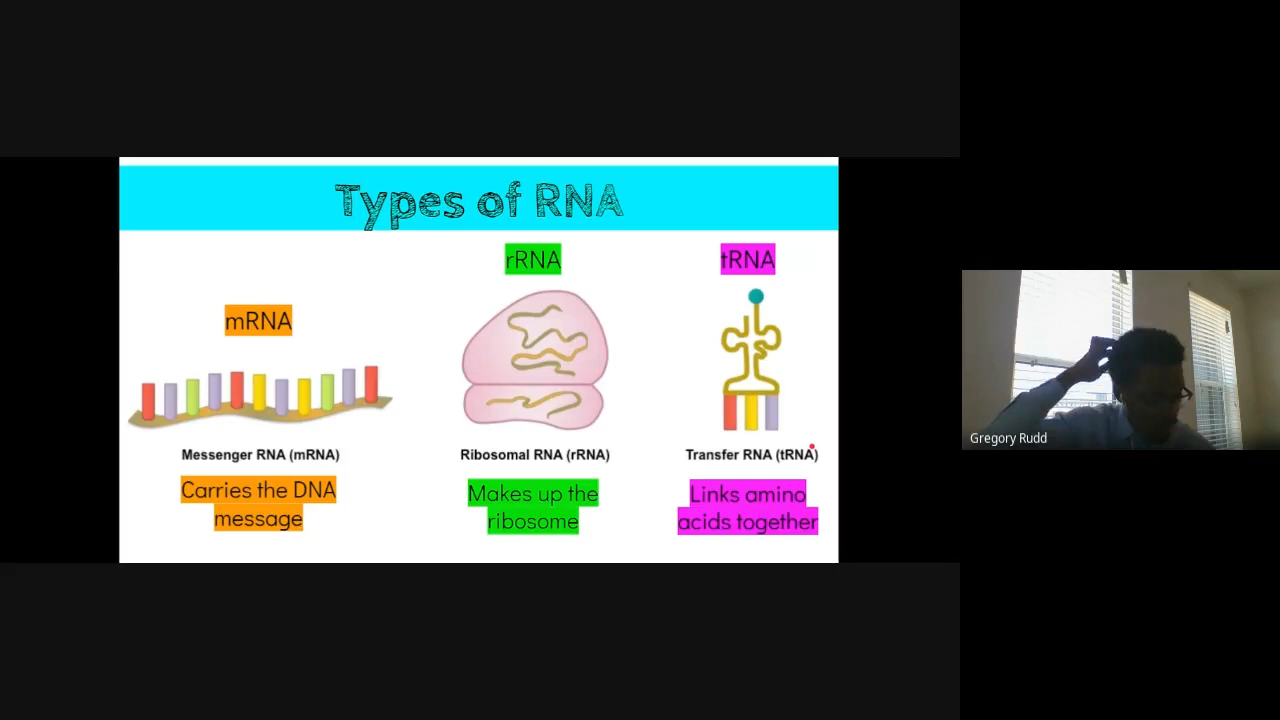 Types of RNA
mRNA
rRNA
tRNA
Messenger RNA (mRNA)
Ribosomal RNA (rRNA)
Transfer RNA (tRNA)
Carries the DNA
message
Makes up the
ribosome
Links amino
acids together
Gregory Rudd